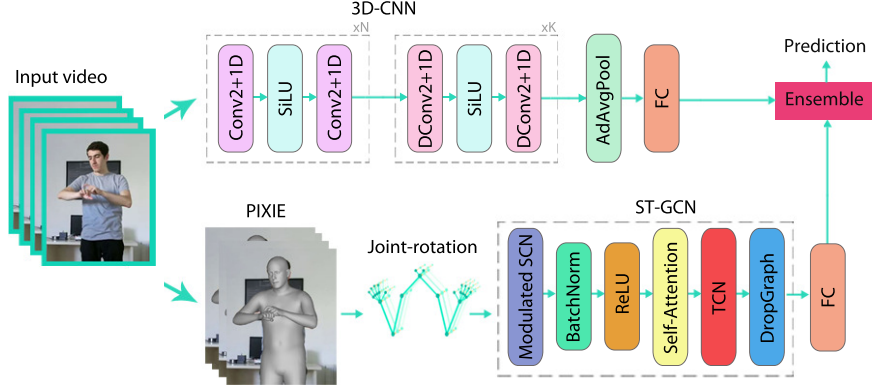 3D-CNN
xN
xK
Input video
Conv2+1D
SiLU
Conv2+1D
DConv2+1D
SiLU
DConv2+1D
AdAvgPool
FC
Prediction
Ensemble
PIXIE
Joint-rotation
ST-GCN
Modulated SCN
BatchNorm
ReLU
Self-Attention
TCN
DropGraph
FC